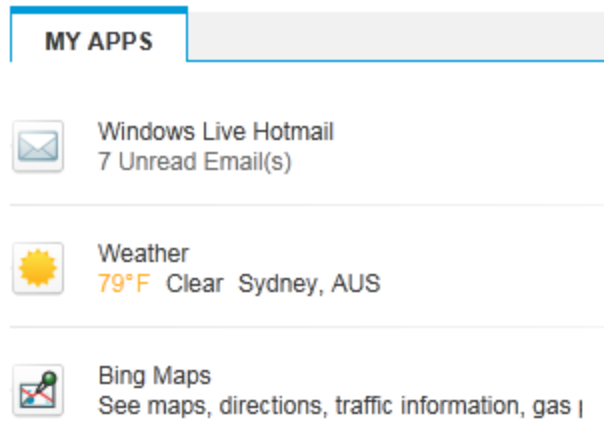 MY APPS
Windows Live Hotmail
7 Unread Email(s)
Weather
79°F Clear Sydney, AUS
Bing Maps
See maps, directions, traffic information, gas